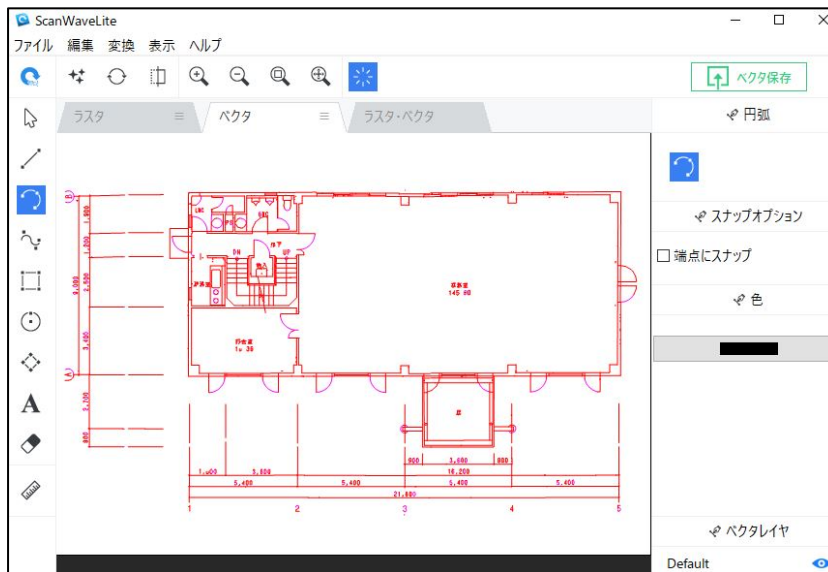 ScanWaveLite
ファイル 編集 変換 表示 ヘルプ
ベクタ保存
ラスタ
ベクタ
ラスタ・ベクタ
円弧
スナップオプション
端点にスナップ
色
A
ベクタレイヤ
Default
B
A
DN
UP
145
900
3,600
900
16,200
5,400
5,400
5,400
5,400
21,600
1
2
3
4
5